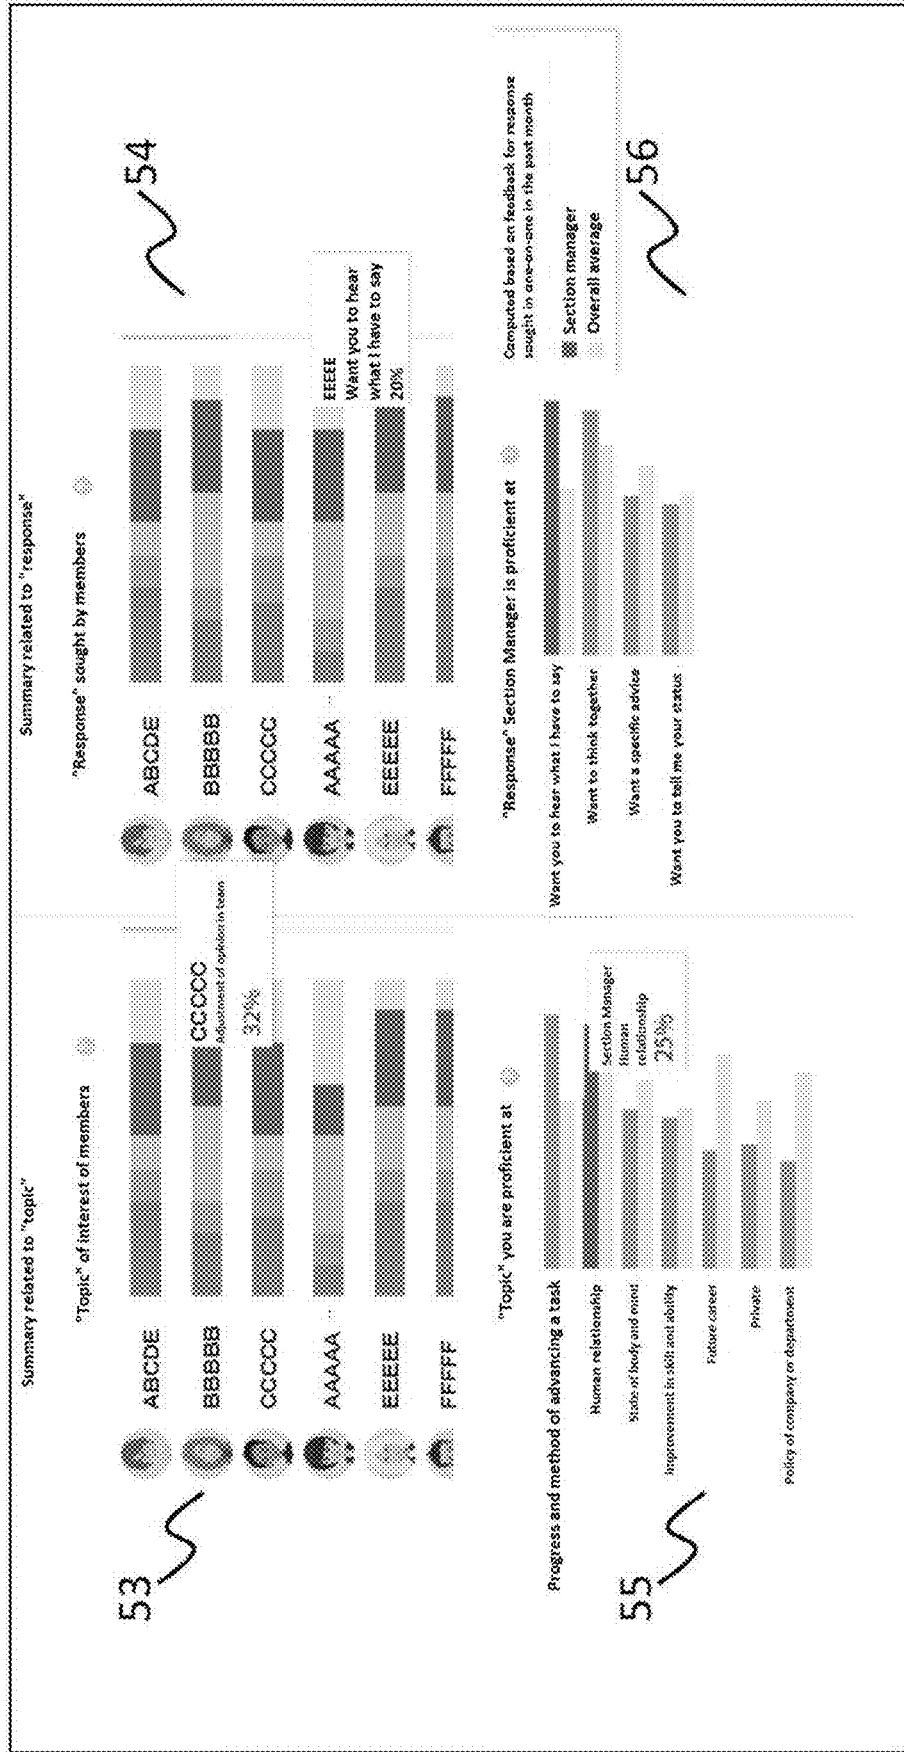 Summary related to "topic"
"Topic" of interest of members
53
ABCDE
BBBBB
CCCCC
AAAAA ..
EEEEE
FFFFF
CCCCC
Adjustment of opinion in team
32%
"Topic" you are proficient at
55
Progress and method of advancing a task
Human relationship
State of body and mind
Improvement in skill and ability
Future career
Private
Policy of company or department
Section Manager
Human
relationship
25%
Summary related to "response"
"Response" sought by members
54
ABCDE
BBBBB
CCCCC
AAAAA ..
EEEEE
FFFFF
EEEEE
Want you to hear
what I have to say
20%
"Response" Section Manager is proficient at
Want you to hear what I have to say
Want to think together
Want a specific advice
Want you to tell me your status
Computed based on feedback for response
sought in one-on-one in the past month
Section manager
Overall average
56